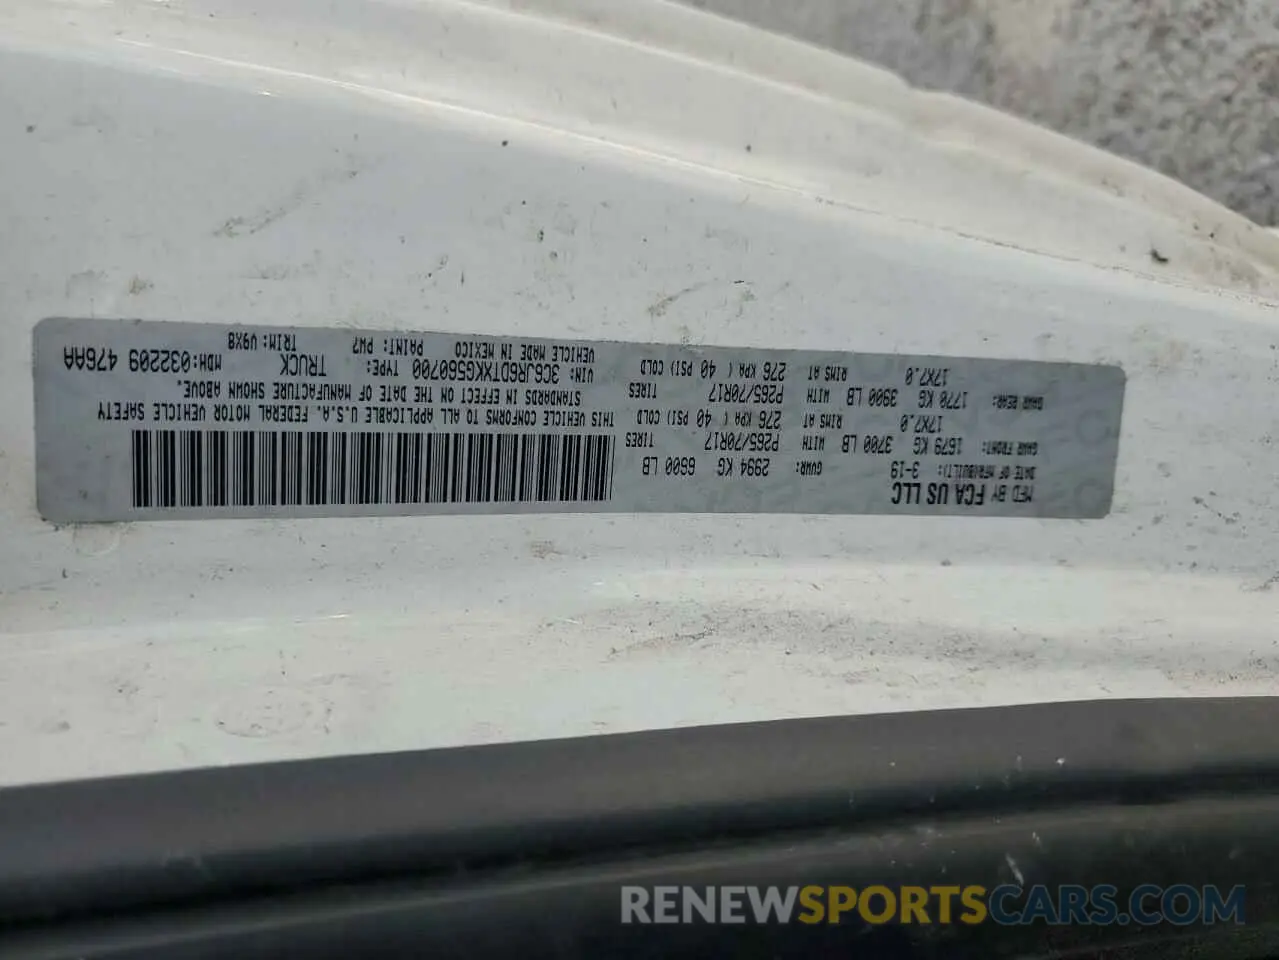 MFD BY FCA US LLC
DATE OF MFR(BUILT): 3-19 GVWR: 2994 KG 6600 LB
GAWR FRONT: 1679 KG 3700 LB WITH P265/70R17 TIRES
17X7.0 RIMS AT 276 KPA ( 40 PSI) COLD
GAWR REAR: 1770 KG 3900 LB WITH P265/70R17 TIRES
17X7.0 RIMS AT 276 KPA ( 40 PSI) COLD
THIS VEHICLE CONFORMS TO ALL APPLICABLE U.S.A. FEDERAL MOTOR VEHICLE SAFETY
STANDARDS IN EFFECT ON THE DATE OF MANUFACTURE SHOWN ABOVE.
VIN: 3C6JR6DTXKG560700 TYPE: TRUCK MDH:032209 476AA
VEHICLE MADE IN MEXICO PAINT: PW7 TRIM: V9X8
RENEWSPORTSCARS.COM